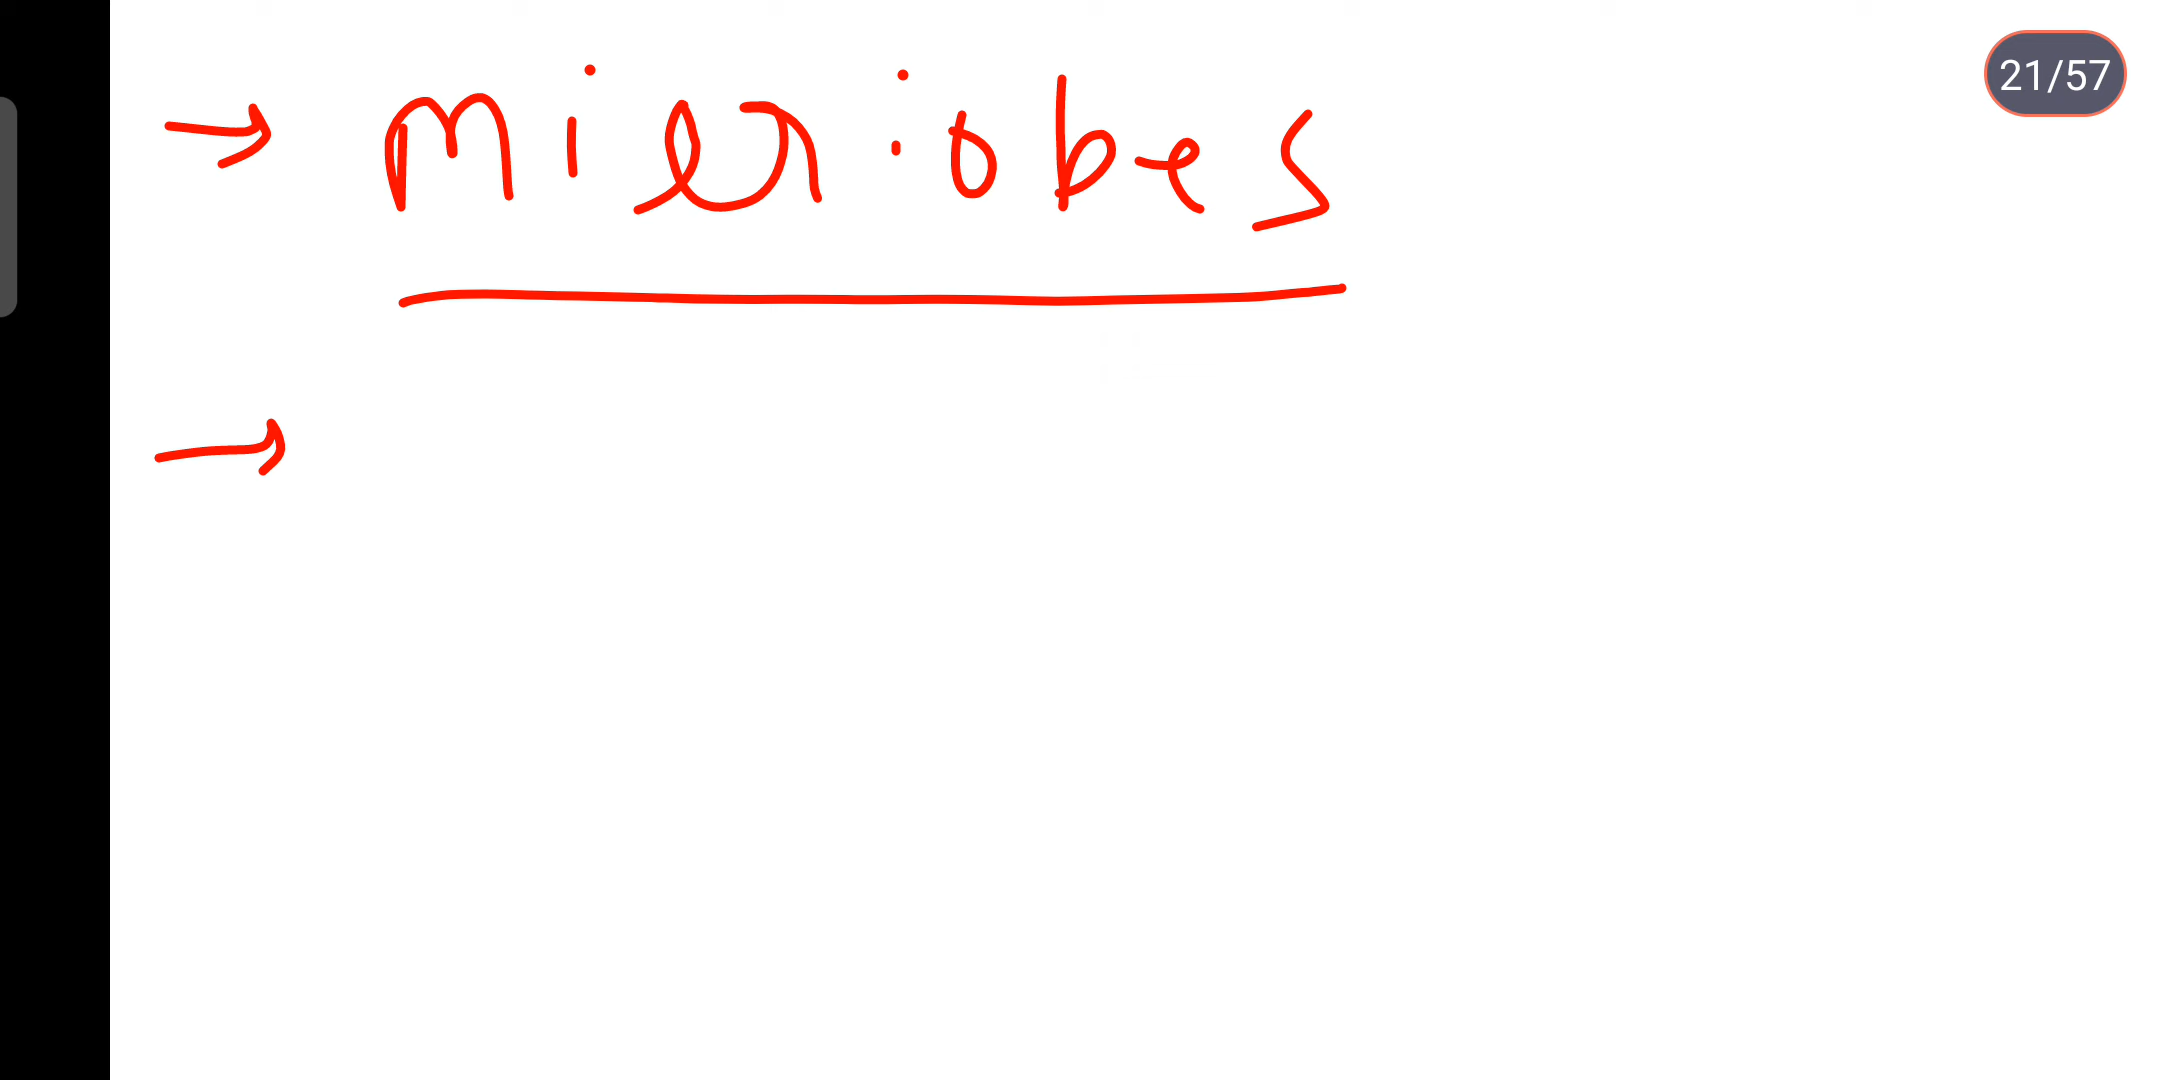 → microbes
21/57
→